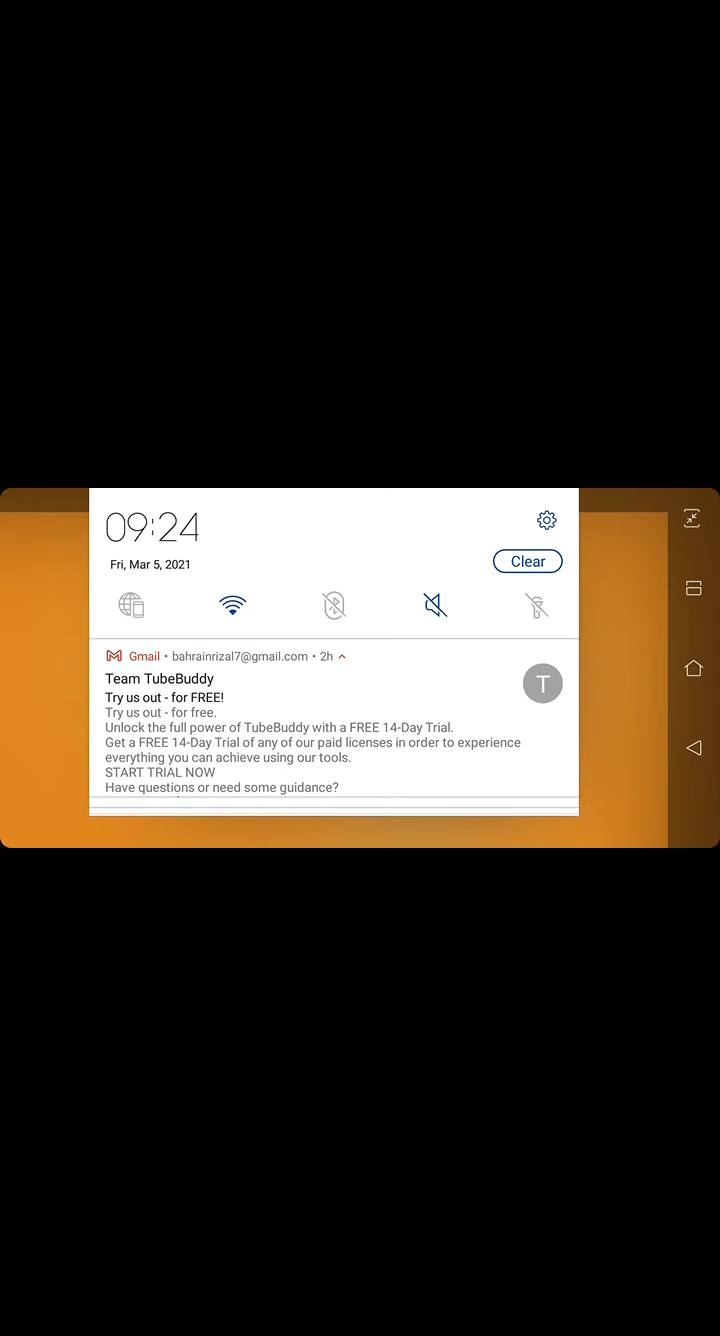 09:24
Fri, Mar 5, 2021
Clear
Gmail • bahrainrizal7@gmail.com • 2h
Team TubeBuddy
T
Try us out - for FREE!
Try us out - for free.
Unlock the full power of TubeBuddy with a FREE 14-Day Trial.
Get a FREE 14-Day Trial of any of our paid licenses in order to experience
everything you can achieve using our tools.
START TRIAL NOW
Have questions or need some guidance?